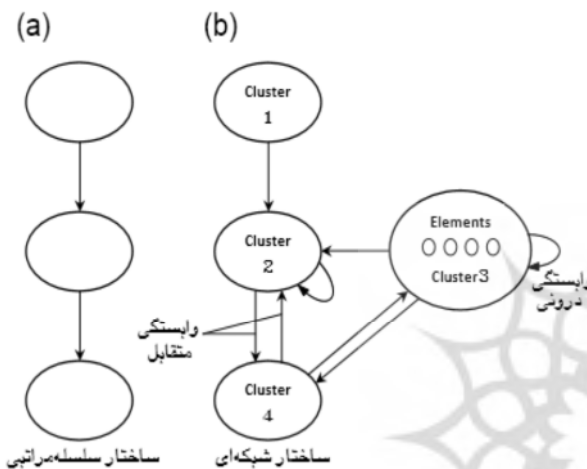 (a)
(b)
Cluster
1
Cluster
2
Elements
Cluster3
وابستگی
درونی
وابستگی
متقابل
Cluster
4
ساختار سلسله‌مراتبی
ساختار شبکه‌ای